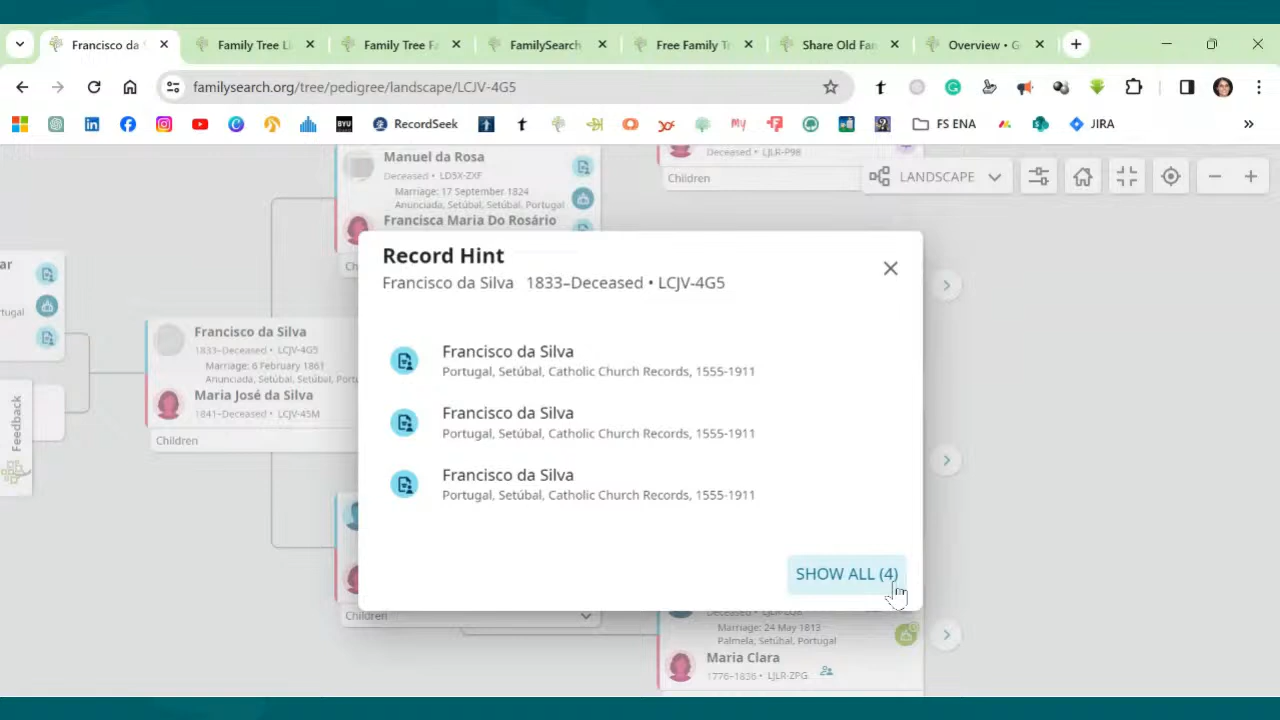 Francisco da S
Family Tree Li
Family Tree Fa
FamilySearch
Free Family T
Share Old Fam
Overview • G
familysearch.org/tree/pedigree/landscape/LCJV-4G5
BYU
RecordSeek
FS ENA
JIRA
Manuel da Rosa
Deceased • LD5X-ZXF
Marriage: 17 September 1824
Anunciada, Setúbal, Setúbal, Portugal
Francisca Maria Do Rosário
Deceased • LJLR-P98
Children
LANDSCAPE
ar
tugal
Francisco da Silva
1833–Deceased • LCJV-4G5
Marriage: 6 February 1861
Anunciada, Setúbal, Setúbal, Portu
Maria José da Silva
1841–Deceased • LCJV-45M
Children
Feedback
Ch
Record Hint
Francisco da Silva 1833–Deceased • LCJV-4G5
Francisco da Silva
Portugal, Setúbal, Catholic Church Records, 1555-1911
Francisco da Silva
Portugal, Setúbal, Catholic Church Records, 1555-1911
Francisco da Silva
Portugal, Setúbal, Catholic Church Records, 1555-1911
SHOW ALL (4)
Children
Marriage: 24 May 1813
Palmela, Setúbal, Portugal
Maria Clara
1776–1836 • LJLR-ZPG